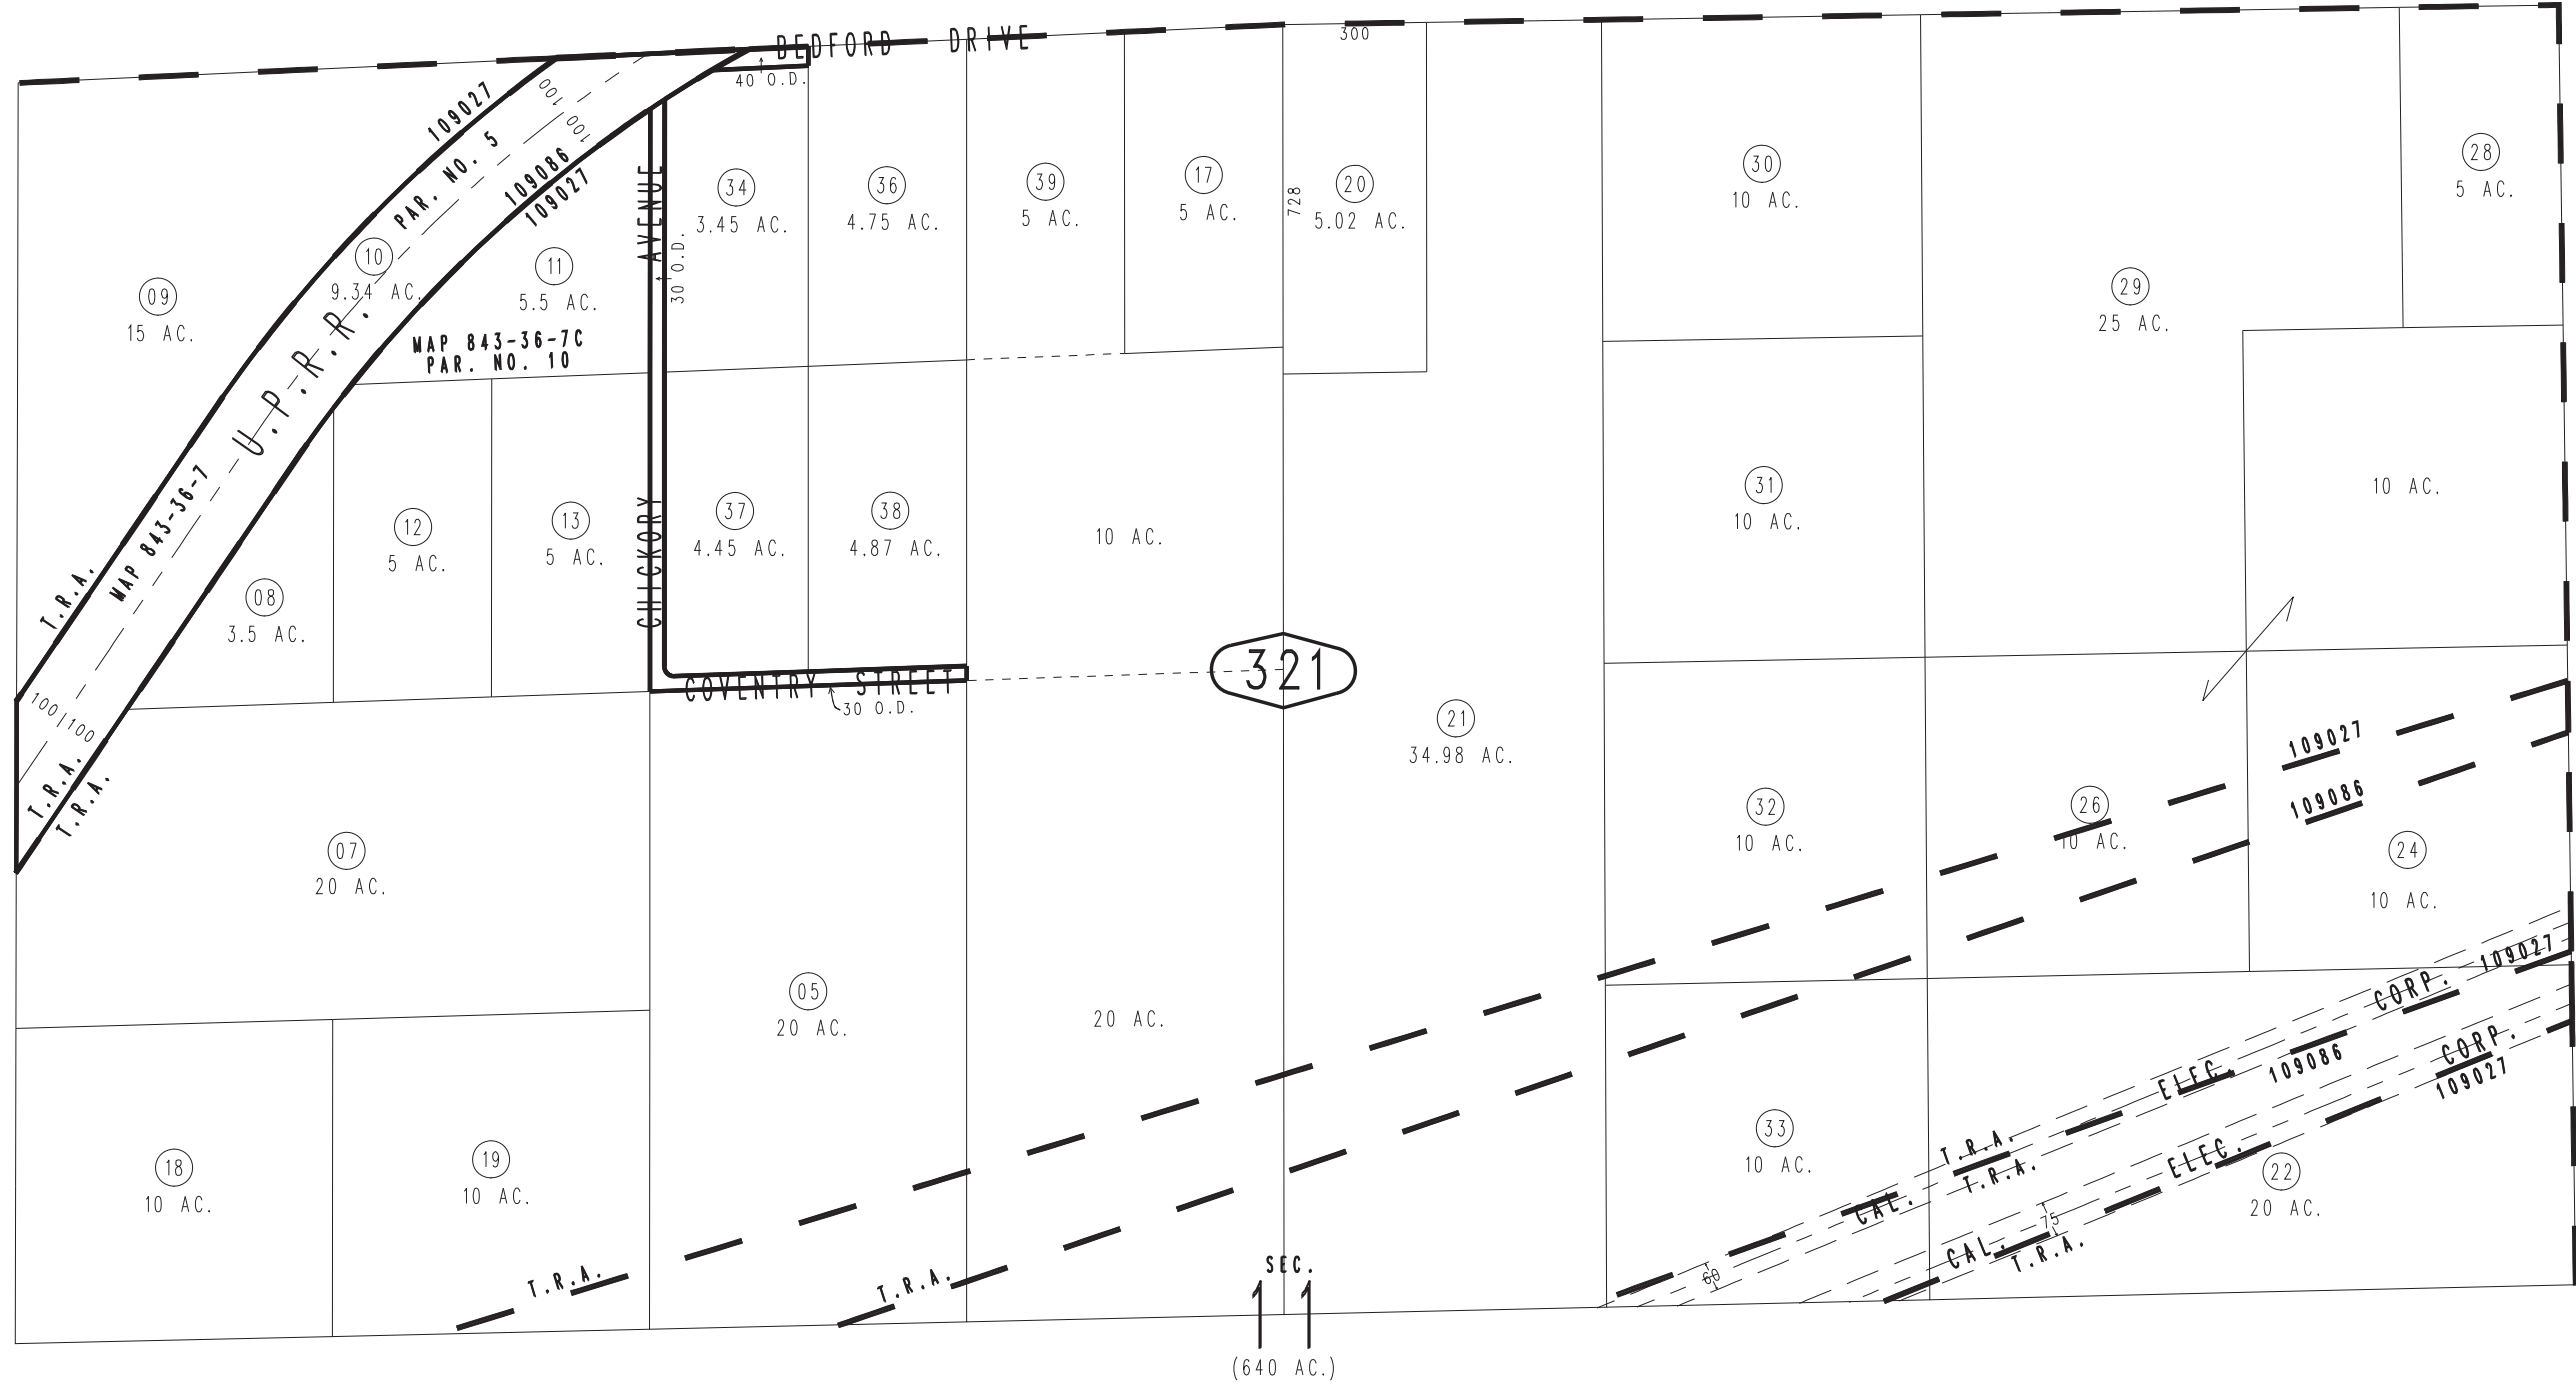 BEDFORD DRIVE
300
40 O.D.
100
100
109027
PAR. NO. 5
109086
109027
10
9.34 AC.
U.P.R.R.
MAP 843-36-7
T.R.A.
100
100
T.R.A.
T.R.A.
09
15 AC.
11
5.5 AC.
MAP 843-36-7C
PAR. NO. 10
CHICKORY AVENUE
30 O.D.
34
3.45 AC.
36
4.75 AC.
39
5 AC.
17
5 AC.
728
20
5.02 AC.
30
10 AC.
29
25 AC.
28
5 AC.
08
3.5 AC.
12
5 AC.
13
5 AC.
37
4.45 AC.
38
4.87 AC.
10 AC.
31
10 AC.
10 AC.
COVENTRY STREET
30 O.D.
321
21
34.98 AC.
07
20 AC.
32
10 AC.
26
10 AC.
109027
109086
24
10 AC.
05
20 AC.
20 AC.
18
10 AC.
19
10 AC.
33
10 AC.
22
20 AC.
CAL. ELEC. CORP.
T.R.A.
109027
T.R.A.
109086
60
CAL. ELEC. CORP.
75
T.R.A.
109027
T.R.A.
T.R.A.
SEC.
11
(640 AC.)